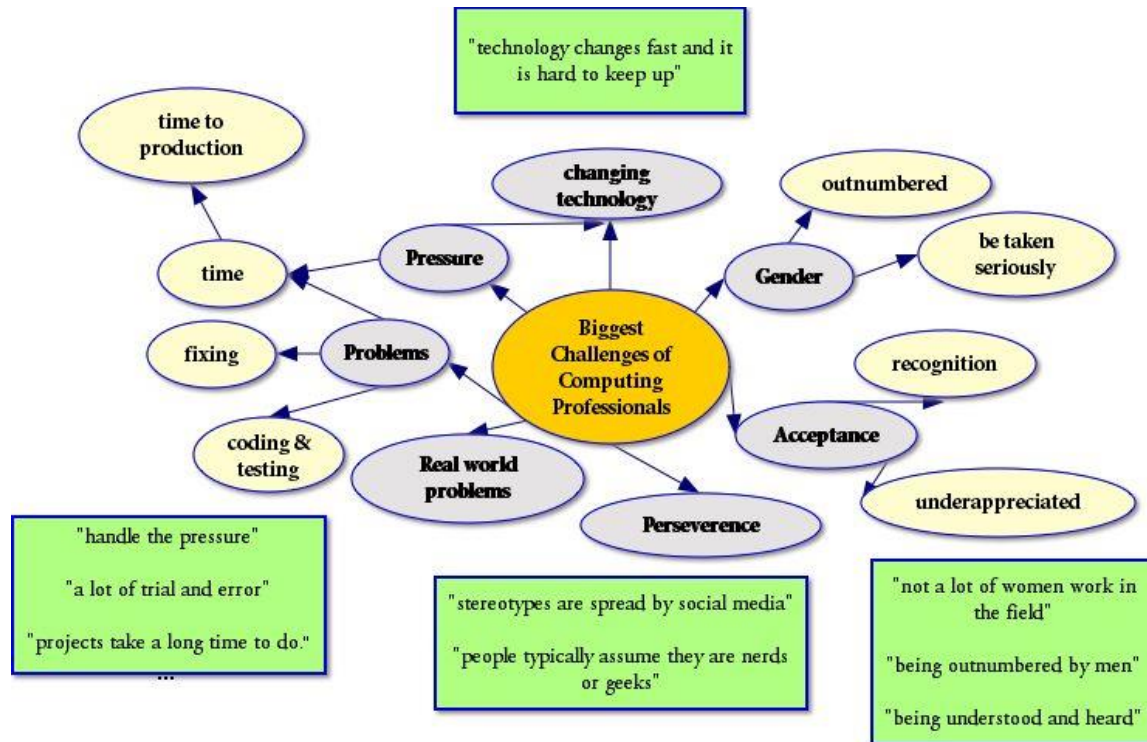 "technology changes fast and it
is hard to keep up"
time to
production
changing
technology
outnumbered
Pressure
be taken
seriously
Gender
time
Biggest
Challenges of
Computing
Professionals
fixing
Problems
recognition
Acceptance
coding &
testing
Real world
problems
underappreciated
Perseverence
"handle the pressure"
"a lot of trial and error"
"projects take a long time to do."
...
"stereotypes are spread by social media"
"people typically assume they are nerds
or geeks"
"not a lot of women work in
the field"
"being outnumbered by men"
"being understood and heard"